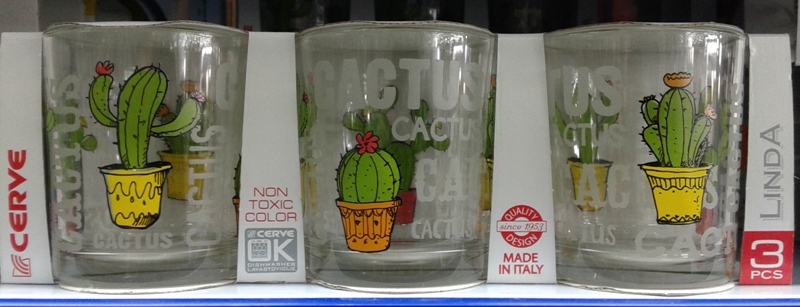 CERVE
CACTUS
NON
TOXIC
COLOR
CERVE
OK
DISHWASHER
LAVASTOVIGLIE
CACTUS
CACTUS
CACTUS
QUALITY
since 1953
DESIGN
MADE
IN ITALY
LINDA
3
PCS